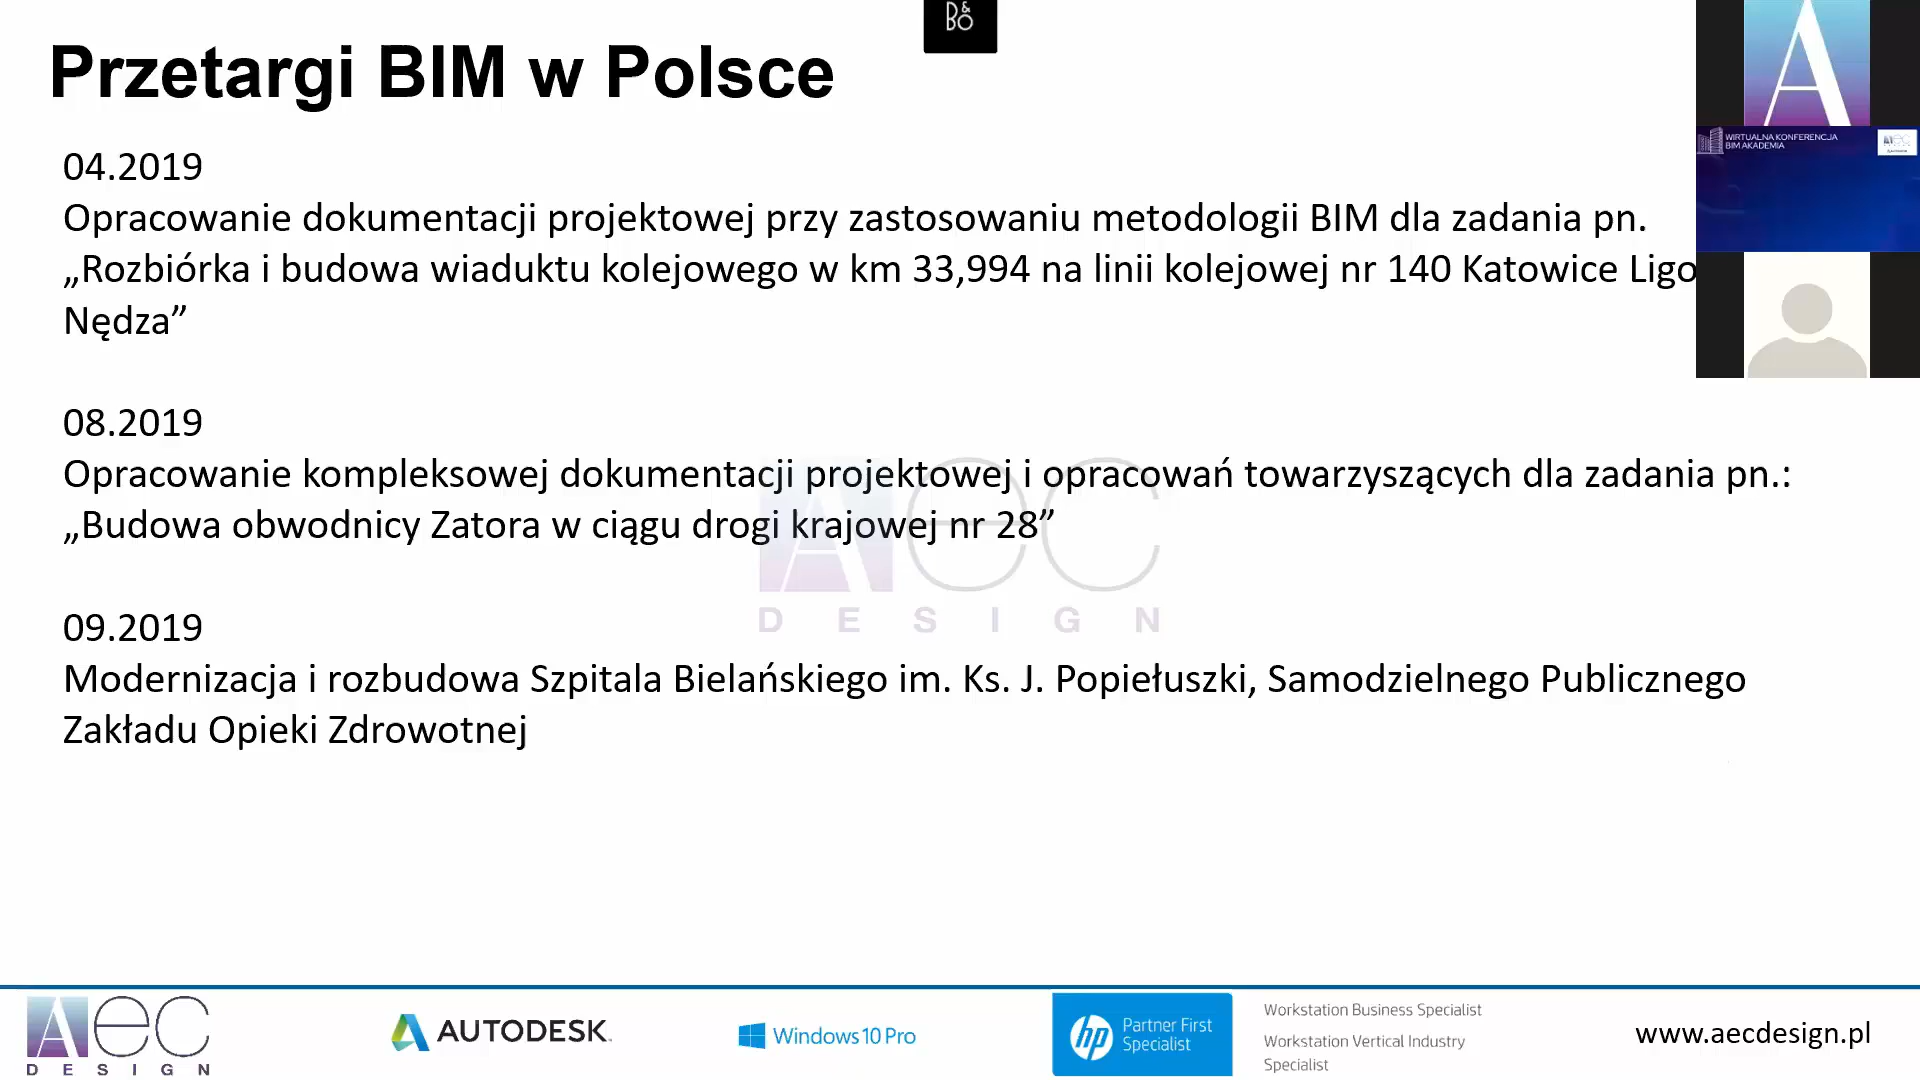 B&O
Przetargi BIM w Polsce
WIRTUALNA KONFERENCJA
BIM AKADEMIA
04.2019
Opracowanie dokumentacji projektowej przy zastosowaniu metodologii BIM dla zadania pn.
„Rozbiórka i budowa wiaduktu kolejowego w km 33,994 na linii kolejowej nr 140 Katowice Ligo
Nędza”
08.2019
Opracowanie kompleksowej dokumentacji projektowej i opracowań towarzyszących dla zadania pn.:
„Budowa obwodnicy Zatora w ciągu drogi krajowej nr 28”
09.2019
Modernizacja i rozbudowa Szpitala Bielańskiego im. Ks. J. Popiełuszki, Samodzielnego Publicznego
Zakładu Opieki Zdrowotnej
AeC
DESIGN
AeC
DESIGN
AUTODESK.
Windows 10 Pro
hp
Partner First
Specialist
Workstation Business Specialist
Workstation Vertical Industry
Specialist
www.aecdesign.pl